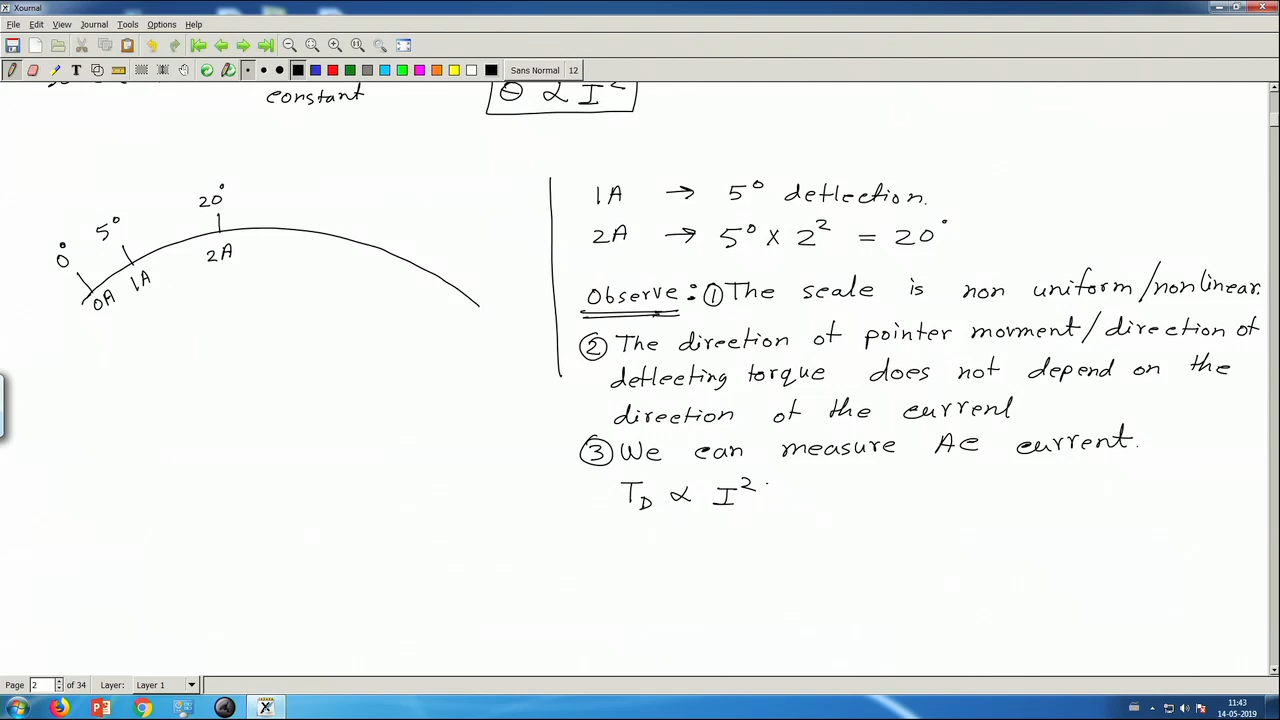 Xournal
File Edit View Journal Tools Options Help
Sans Normal 12
constant
Θ ∝ I²
0°
5°
20°
0A
1A
2A
1A → 5° deflection.
2A → 5° × 2² = 20°
Observe: ① The scale is non uniform/nonlinear.
② The direction of pointer movment/direction of
deflecting torque does not depend on the
direction of the current
③ We can measure AC current.
T_D ∝ I²
Page 2 of 34 Layer: Layer 1
11:43
14-05-2019